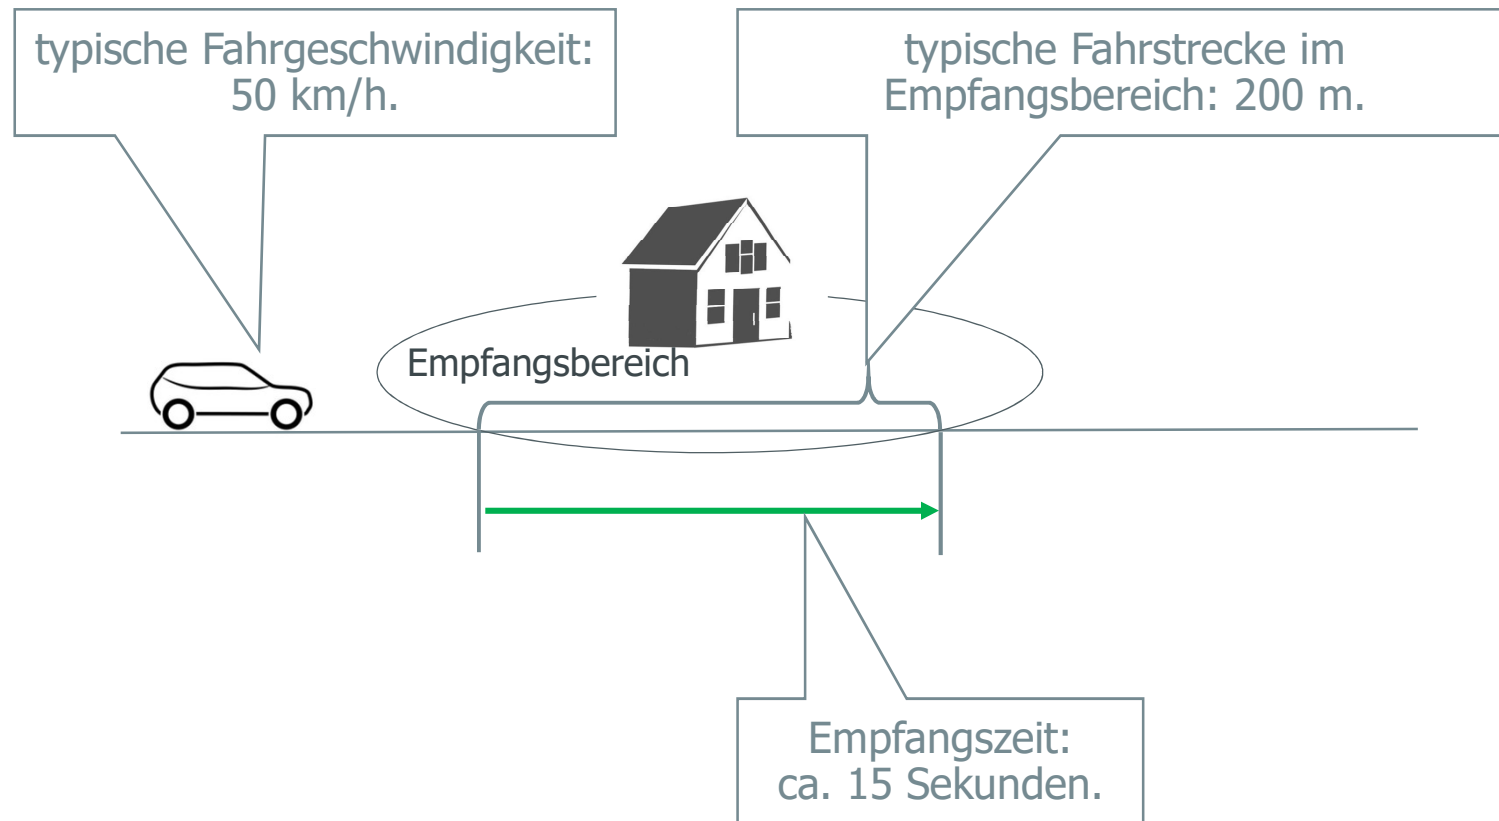 typische Fahrgeschwindigkeit:
50 km/h.
typische Fahrstrecke im
Empfangsbereich: 200 m.
Empfangsbereich
Empfangszeit:
ca. 15 Sekunden.